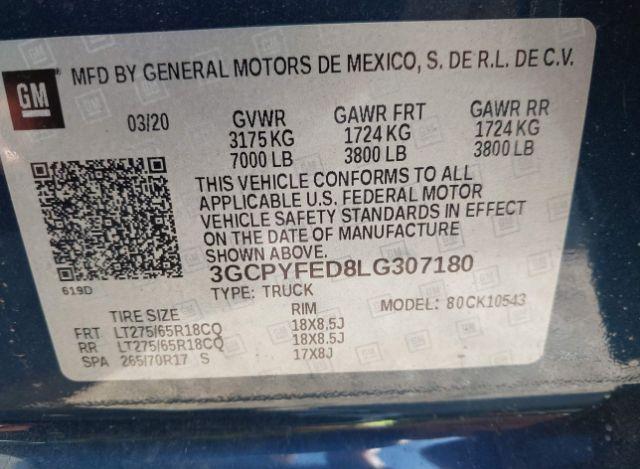 GM
MFD BY GENERAL MOTORS DE MEXICO, S. DE R.L. DE C.V.
03/20 GVWR GAWR FRT GAWR RR
3175 KG 1724 KG 1724 KG
7000 LB 3800 LB 3800 LB
THIS VEHICLE CONFORMS TO ALL
APPLICABLE U.S. FEDERAL MOTOR
VEHICLE SAFETY STANDARDS IN EFFECT
ON THE DATE OF MANUFACTURE
SHOWN ABOVE.
619D
3GCPYFED8LG307180
TYPE: TRUCK MODEL: 80CK10543
TIRE SIZE RIM
FRT LT275/65R18CQ 18X8.5J
RR LT275/65R18CQ 18X8.5J
SPA 265/70R17 S 17X8J